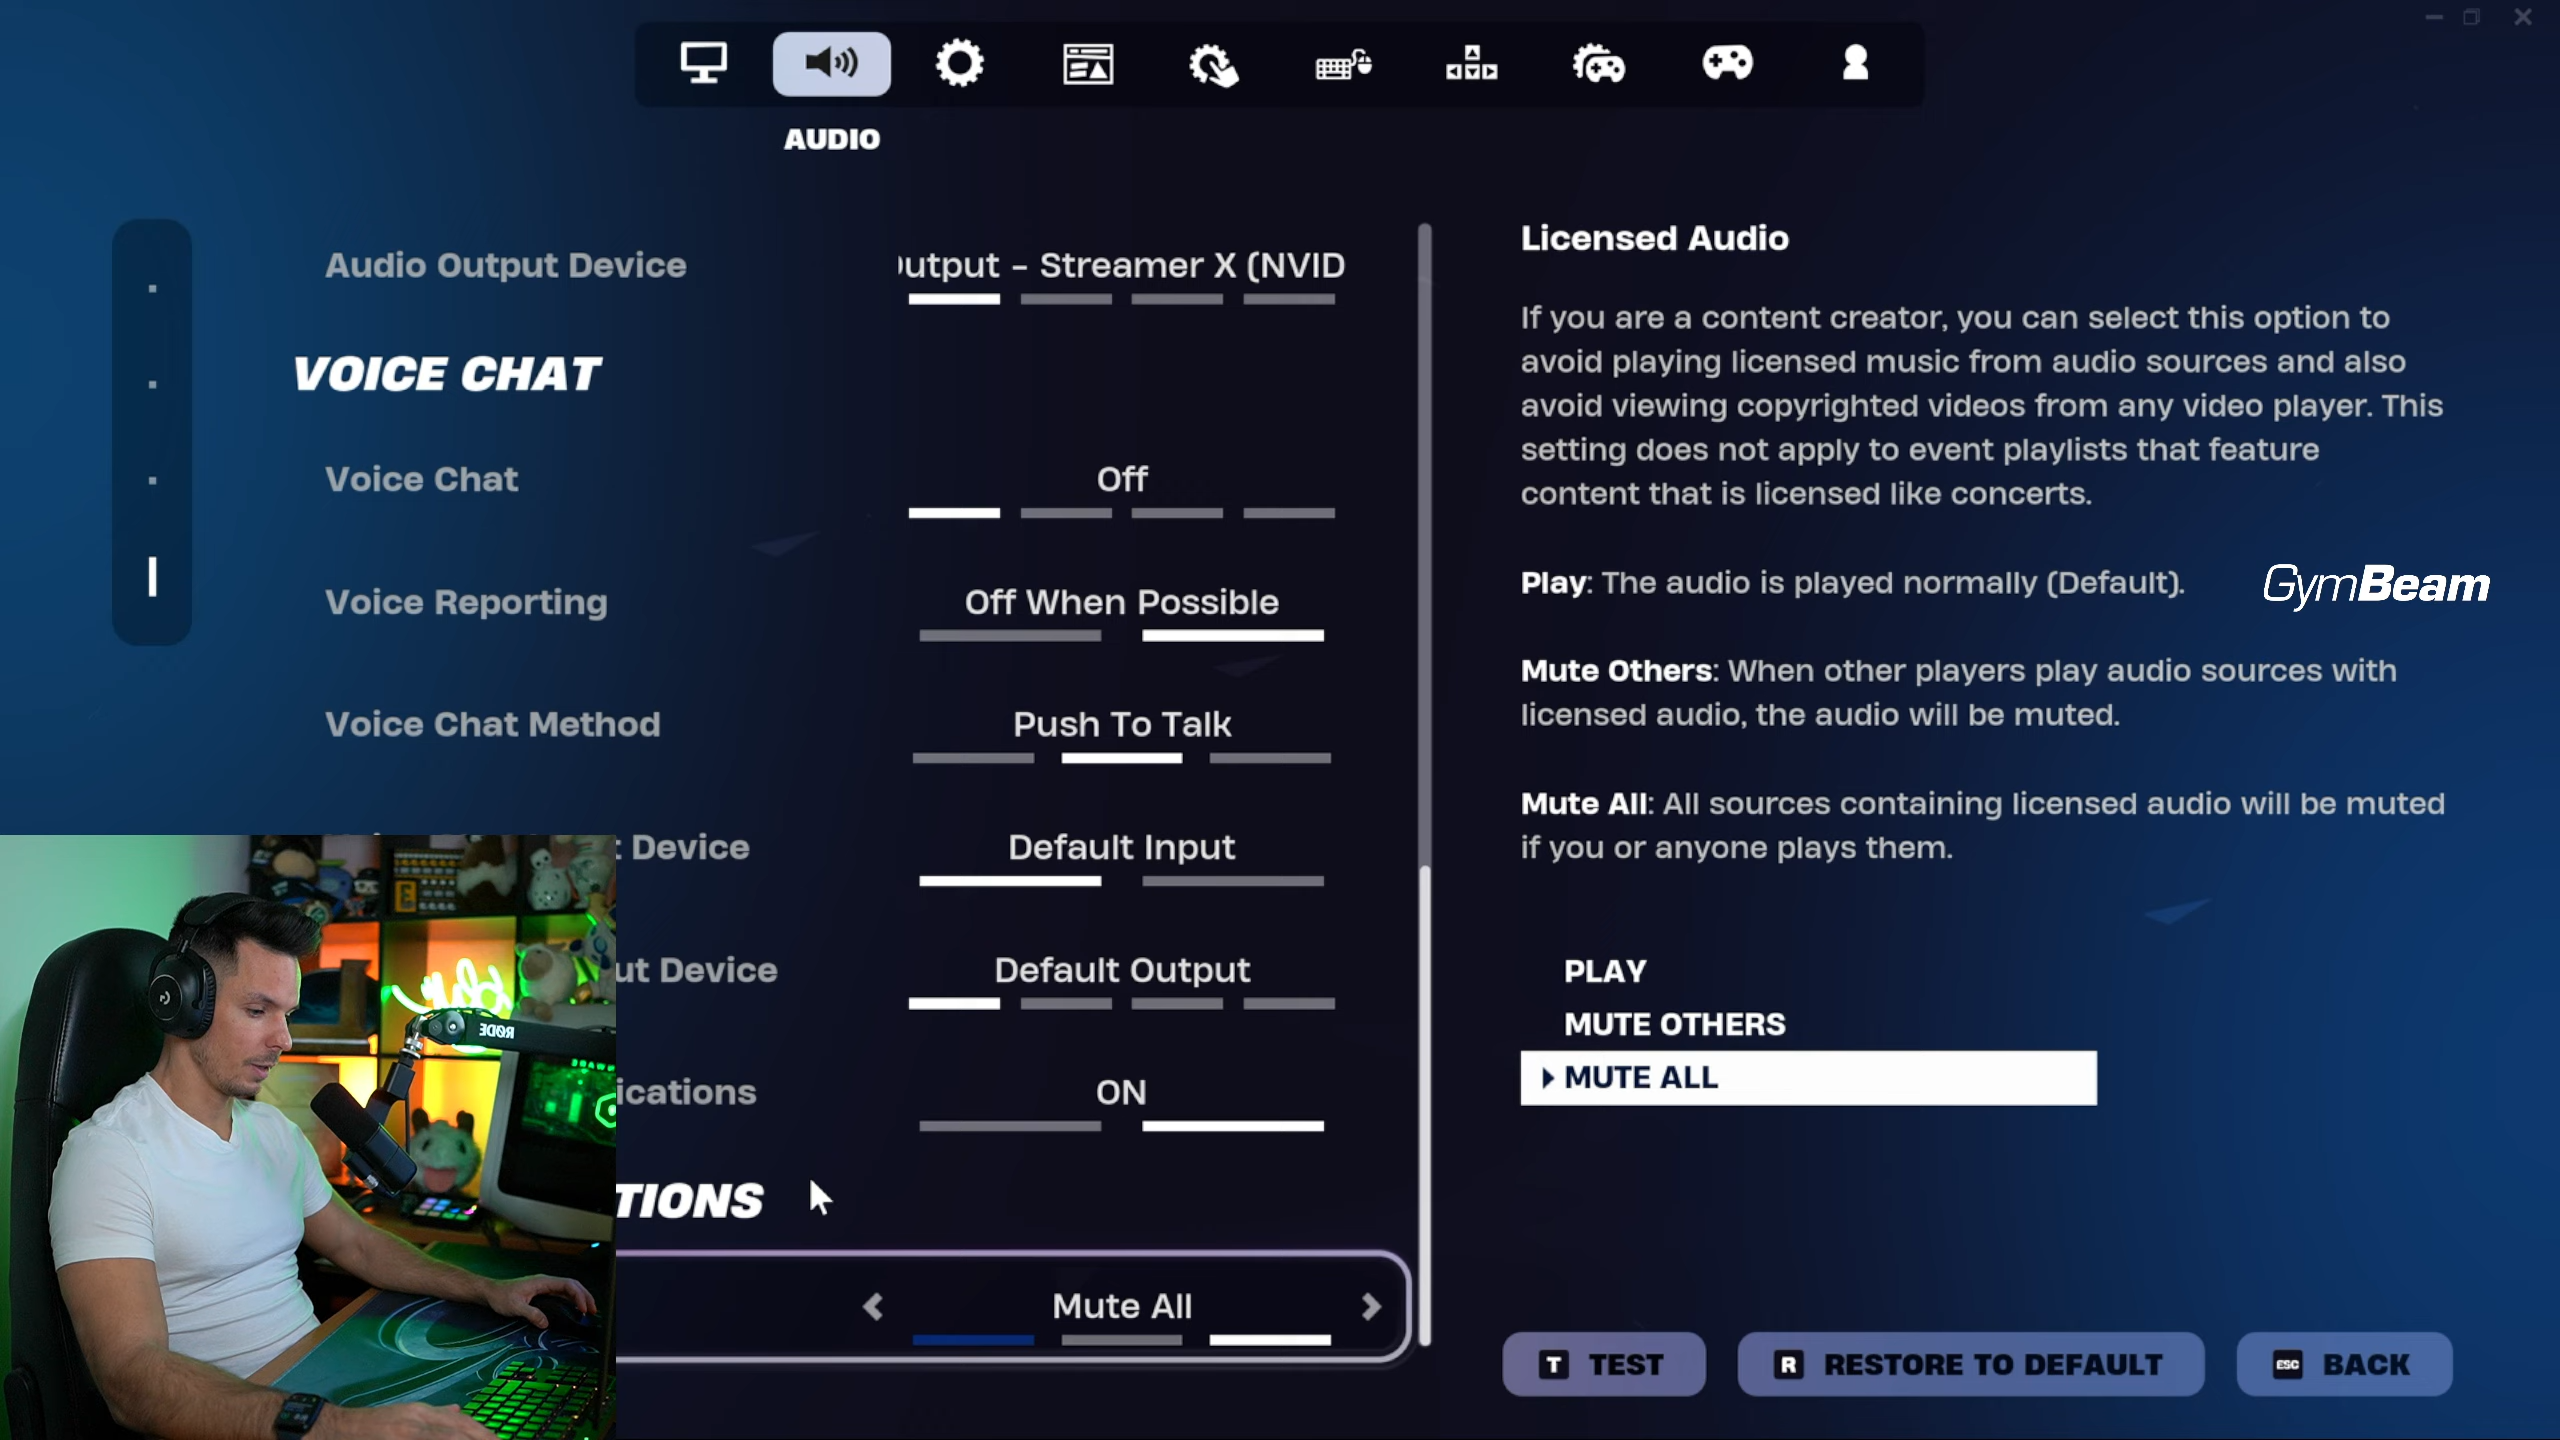 AUDIO
Audio Output Device
utput - Streamer X (NVID
VOICE CHAT
Voice Chat
Off
Voice Reporting
Off When Possible
Voice Chat Method
Push To Talk
Device
Default Input
ut Device
Default Output
ications
ON
TIONS
Mute All
Licensed Audio
If you are a content creator, you can select this option to
avoid playing licensed music from audio sources and also
avoid viewing copyrighted videos from any video player. This
setting does not apply to event playlists that feature
content that is licensed like concerts.
Play: The audio is played normally (Default).
GymBeam
Mute Others: When other players play audio sources with
licensed audio, the audio will be muted.
Mute All: All sources containing licensed audio will be muted
if you or anyone plays them.
PLAY
MUTE OTHERS
MUTE ALL
T TEST
R RESTORE TO DEFAULT
ESC BACK
RØDE